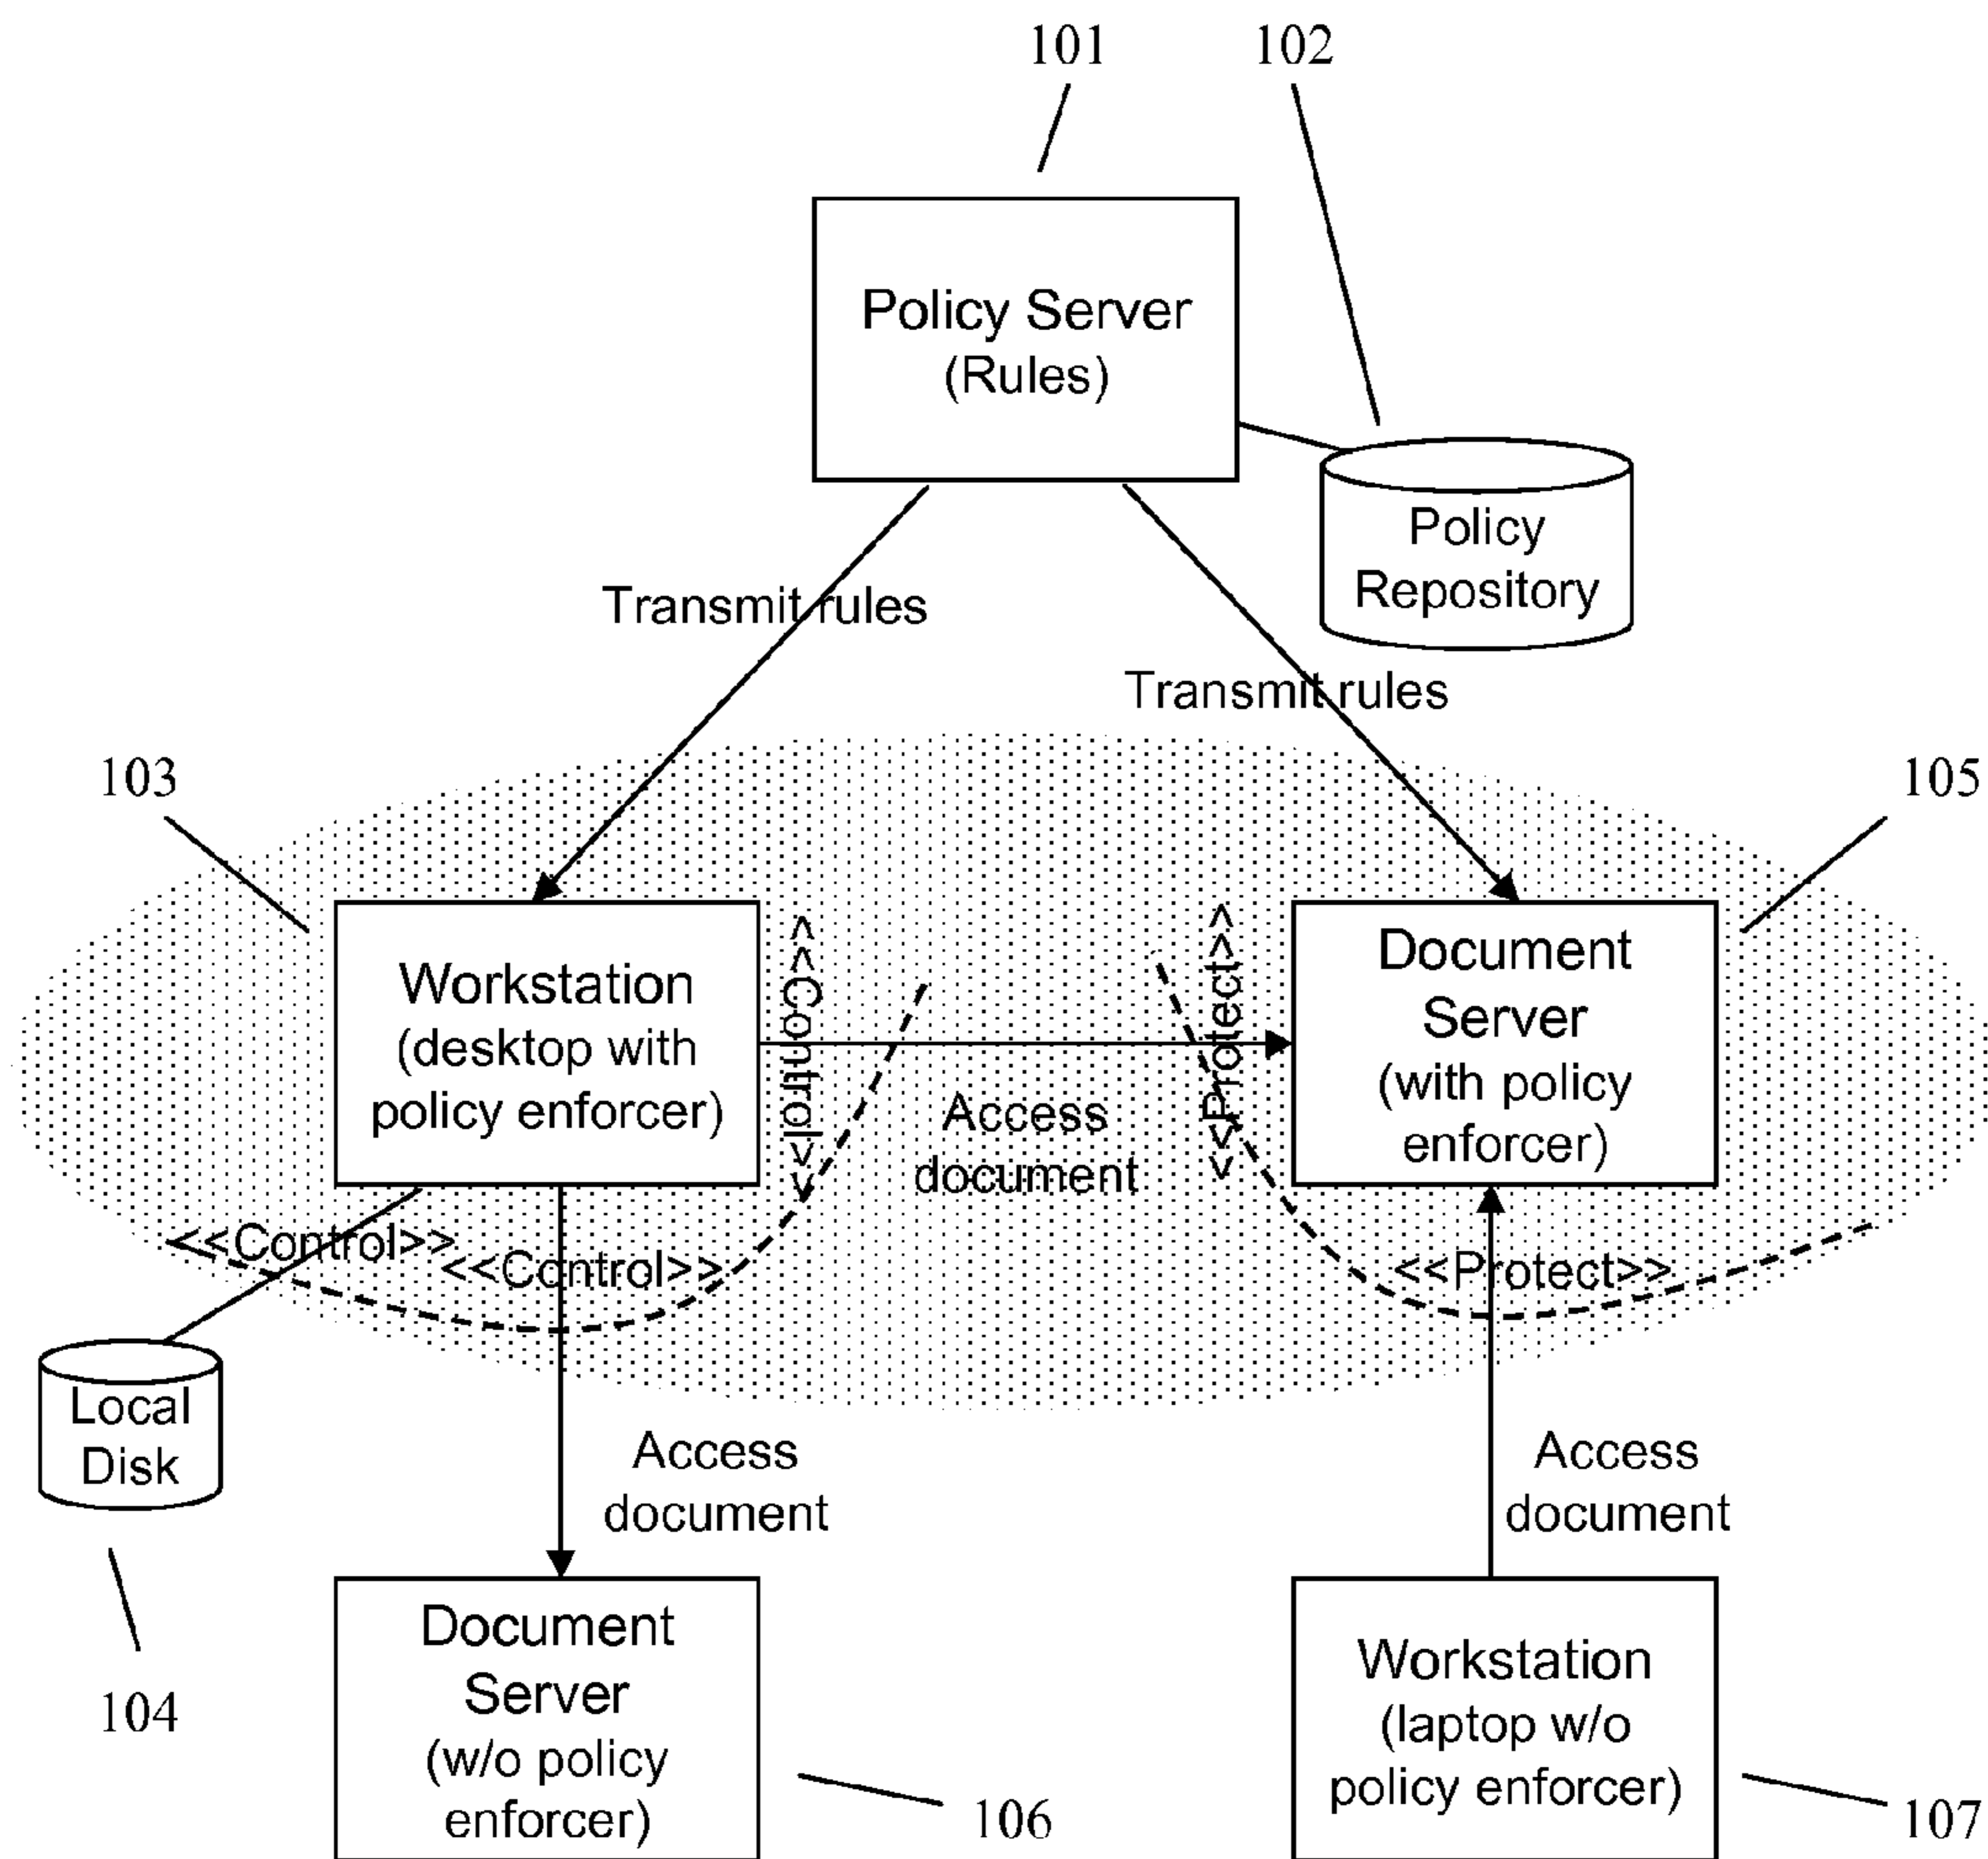 101
102
Policy Server
(Rules)
Policy
Repository
Transmit rules
Transmit rules
103
105
Workstation
(desktop with
policy enforcer)
<<Control>>
Access
document
<<Protect>>
Document
Server
(with policy
enforcer)
<<Control>>
<<Control>>
<<Protect>>
Local
Disk
Access
document
Access
document
104
Document
Server
(w/o policy
enforcer)
106
Workstation
(laptop w/o
policy enforcer)
107